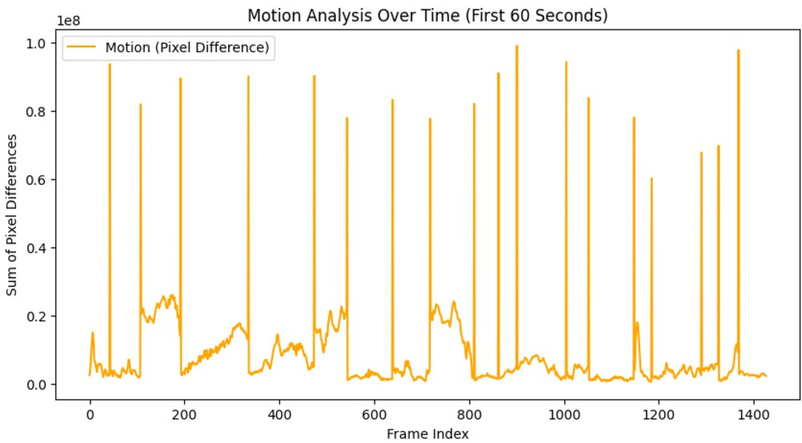 Motion Analysis Over Time (First 60 Seconds)
1e8
Motion (Pixel Difference)
1.0
0.8
0.6
0.4
0.2
0.0
Sum of Pixel Differences
0 200 400 600 800 1000 1200 1400
Frame Index